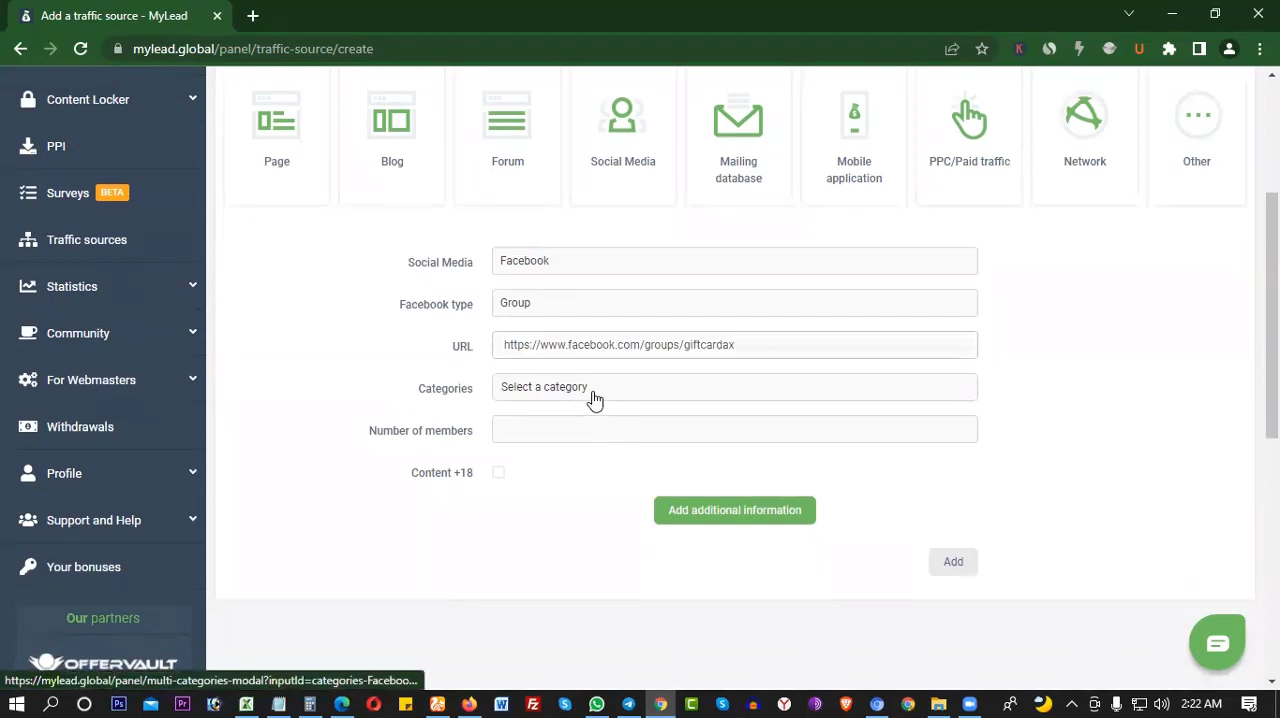 Add a traffic source - MyLead
mylead.global/panel/traffic-source/create
Content Locker
PPI
Surveys BETA
Traffic sources
Statistics
Community
For Webmasters
Withdrawals
Profile
Support and Help
Your bonuses
Our partners
OFFERVAULT
Page
Blog
Forum
Social Media
Mailing
database
Mobile
application
PPC/Paid traffic
Network
Other
Social Media
Facebook
Facebook type
Group
URL
https://www.facebook.com/groups/giftcardax
Categories
Select a category
Number of members
Content +18
Add additional information
Add
https://mylead.global/panel/multi-categories-modal?inputId=categories-Faceboo...
2:22 AM